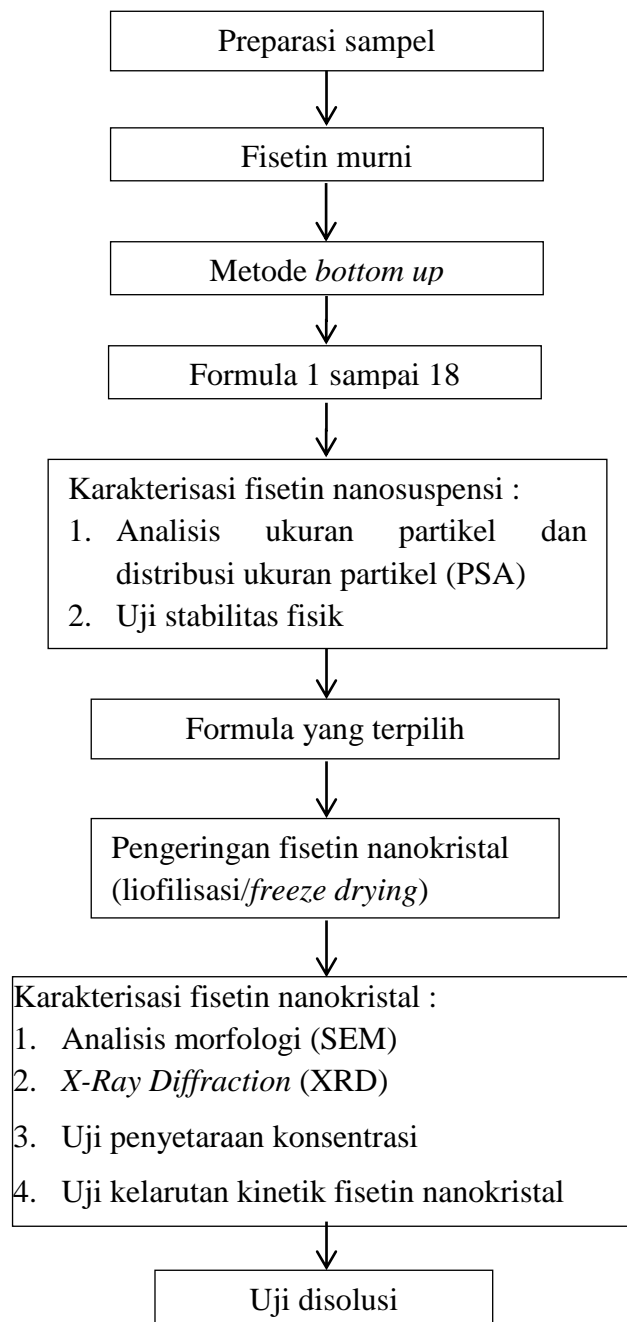 Preparasi sampel
Fisetin murni
Metode bottom up
Formula 1 sampai 18
Karakterisasi fisetin nanosuspensi :
1. Analisis ukuran partikel dan
distribusi ukuran partikel (PSA)
2. Uji stabilitas fisik
Formula yang terpilih
Pengeringan fisetin nanokristal
(liofilisasi/freeze drying)
Karakterisasi fisetin nanokristal :
1. Analisis morfologi (SEM)
2. X-Ray Diffraction (XRD)
3. Uji penyetaraan konsentrasi
4. Uji kelarutan kinetik fisetin nanokristal
Uji disolusi